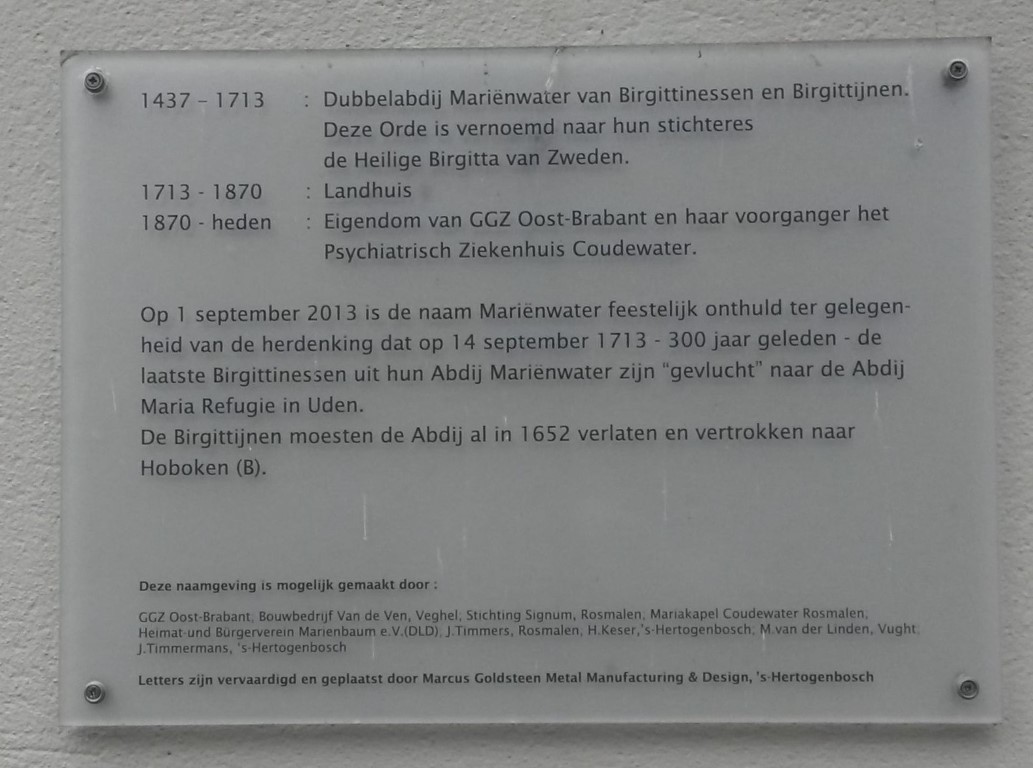 1437 – 1713 : Dubbelabdij Mariënwater van Birgittinessen en Birgittijnen.
Deze Orde is vernoemd naar hun stichteres
de Heilige Birgitta van Zweden.
1713 - 1870 : Landhuis
1870 - heden : Eigendom van GGZ Oost-Brabant en haar voorganger het
Psychiatrisch Ziekenhuis Coudewater.
Op 1 september 2013 is de naam Mariënwater feestelijk onthuld ter gelegen-
heid van de herdenking dat op 14 september 1713 - 300 jaar geleden - de
laatste Birgittinessen uit hun Abdij Mariënwater zijn “gevlucht” naar de Abdij
Maria Refugie in Uden.
De Birgittijnen moesten de Abdij al in 1652 verlaten en vertrokken naar
Hoboken (B).
Deze naamgeving is mogelijk gemaakt door :
GGZ Oost-Brabant, Bouwbedrijf Van de Ven, Veghel, Stichting Signum, Rosmalen, Mariakapel Coudewater Rosmalen,
Heimat-und Bürgerverein Marienbaum e.V.(DLD), J.Timmers, Rosmalen, H.Keser,'s-Hertogenbosch, M.van der Linden, Vught,
J.Timmermans, 's-Hertogenbosch
Letters zijn vervaardigd en geplaatst door Marcus Goldsteen Metal Manufacturing & Design, 's-Hertogenbosch